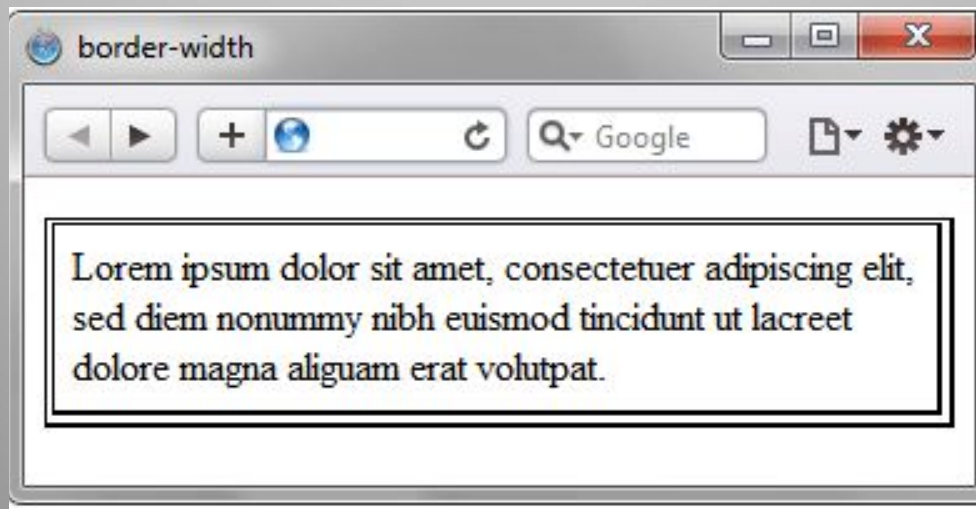 border-width
Google
Lorem ipsum dolor sit amet, consectetuer adipiscing elit,
sed diem nonummy nibh euismod tincidunt ut lacreet
dolore magna aliguam erat volutpat.